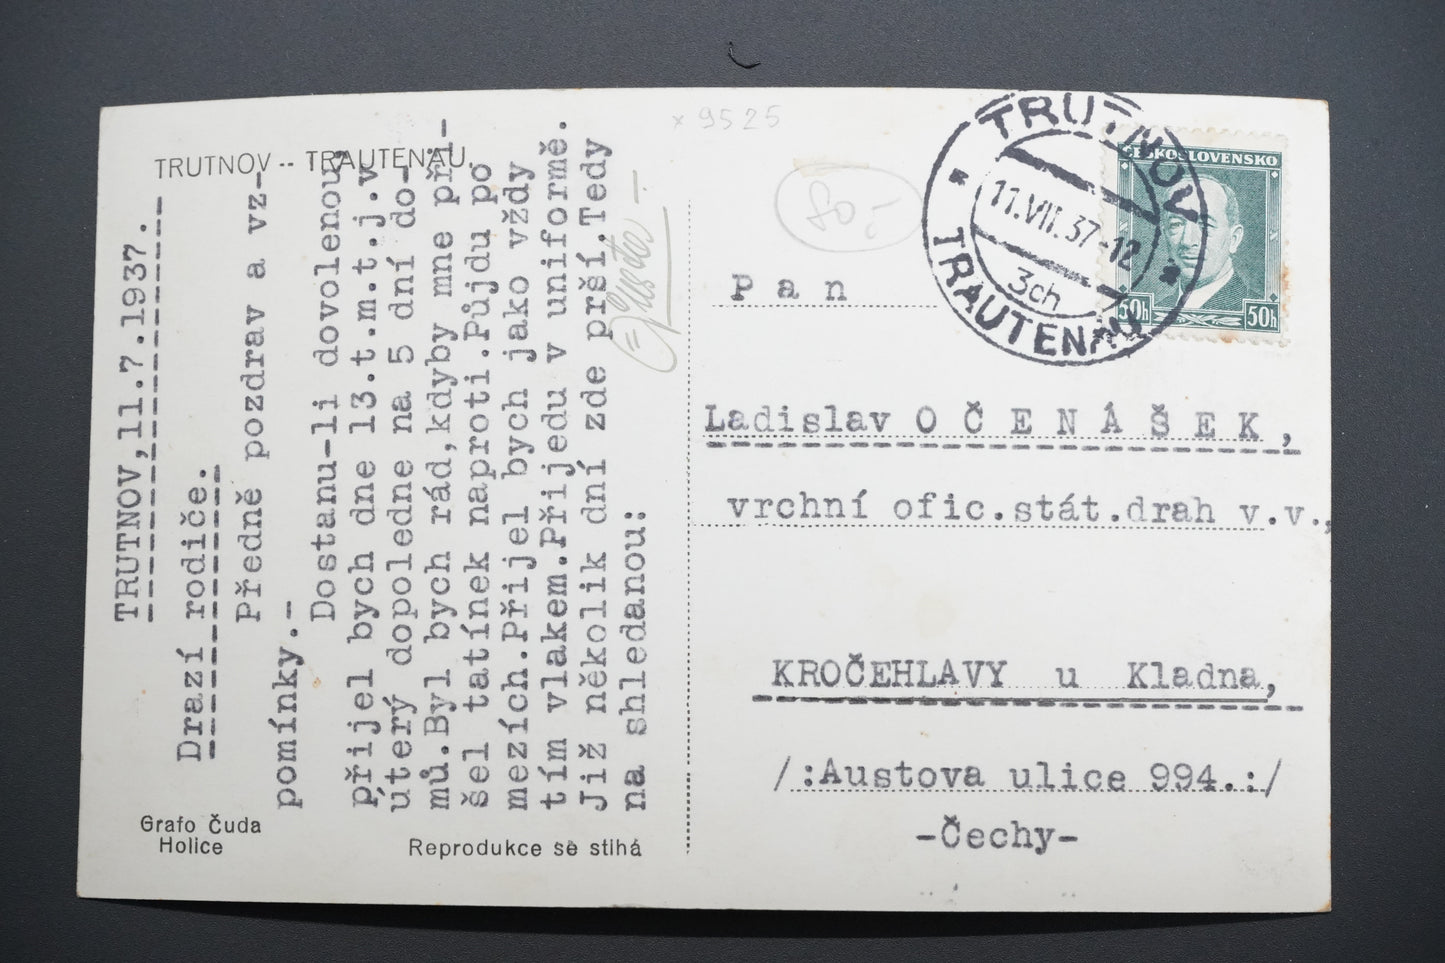 TRUTNOV -- TRAUTENAU.
TRUTNOV,11.7.1937.
Drazí rodiče.
Předně pozdrav a vz-
pomínky.-
Dostanu-li dovolenou,
přijel bych dne 13.t.m.t.j.v
úterý dopoledne na 5 dní do-
mů.Byl bych rád,kdyby mne při-
šel tatínek naproti.Půjdu po
mezích.Přijel bych jako vždy
tím vlakem.Přijedu v uniformě.
Již několik dní zde prší.Tedy
na shledanou:
Grafo Čuda
Holice
Reprodukce se stihá
× 9525
80,-
TRUTNOV
11.VII.37-12
3ch
TRAUTENAU
ČESKOSLOVENSKO
50h 50h
Pan
Ladislav OČENÁŠEK,
vrchní ofic.stát.drah v.v.,
KROČEHLAVY u Kladna,
/:Austova ulice 994.:/
-Čechy-